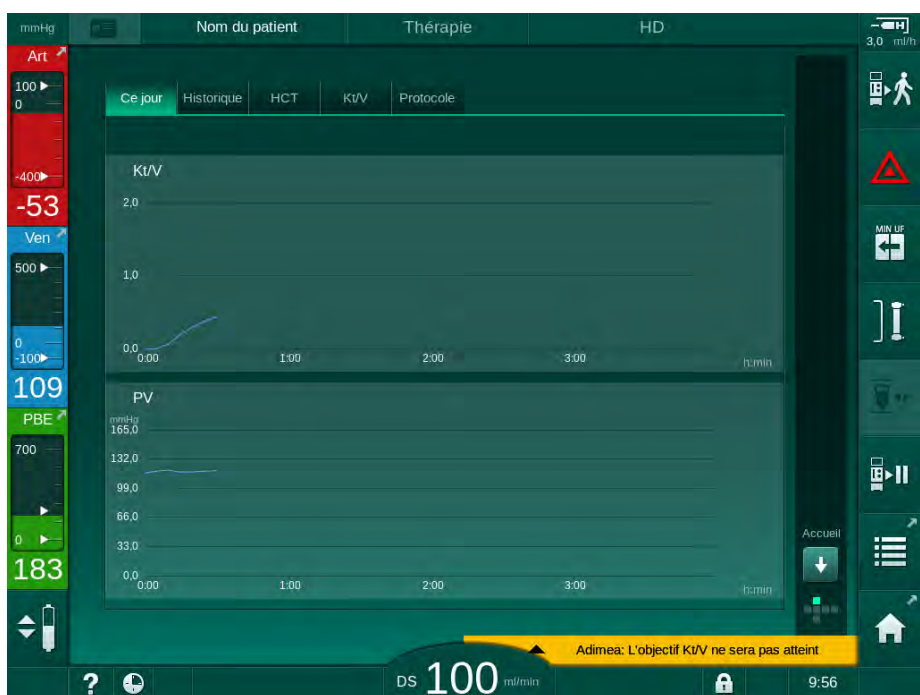 mmHg
Nom du patient
Thérapie
HD
3,0 ml/h
Art
100
0
-400
-53
Ven
500
0
-100
109
PBE
700
0
183
Ce jour
Historique
HCT
Kt/V
Protocole
Kt/V
2,0
1,0
0,0
0:00
1:00
2:00
3:00
h:min
PV
mmHg
165,0
132,0
99,0
66,0
33,0
0,0
0:00
1:00
2:00
3:00
h:min
Accueil
MIN UF
Adimea: L'objectif Kt/V ne sera pas atteint
?
DS 100 ml/min
9:56